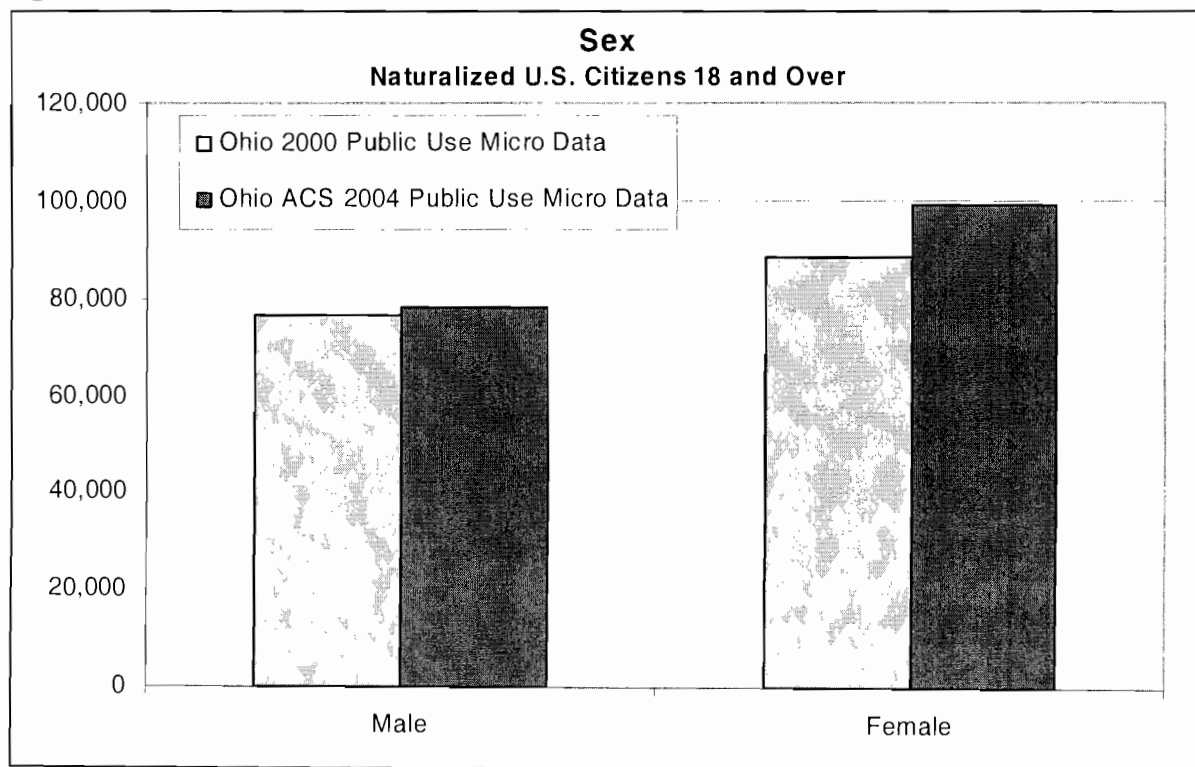 Sex
Naturalized U.S. Citizens 18 and Over
120,000
Ohio 2000 Public Use Micro Data
Ohio ACS 2004 Public Use Micro Data
100,000
80,000
60,000
40,000
20,000
0
Male
Female